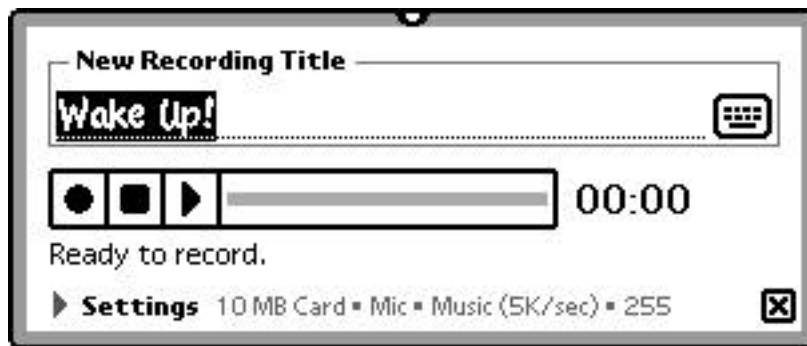 New Recording Title
Wake Up!
00:00
Ready to record.
Settings 10 MB Card ▪ Mic ▪ Music (5K/sec) ▪ 255